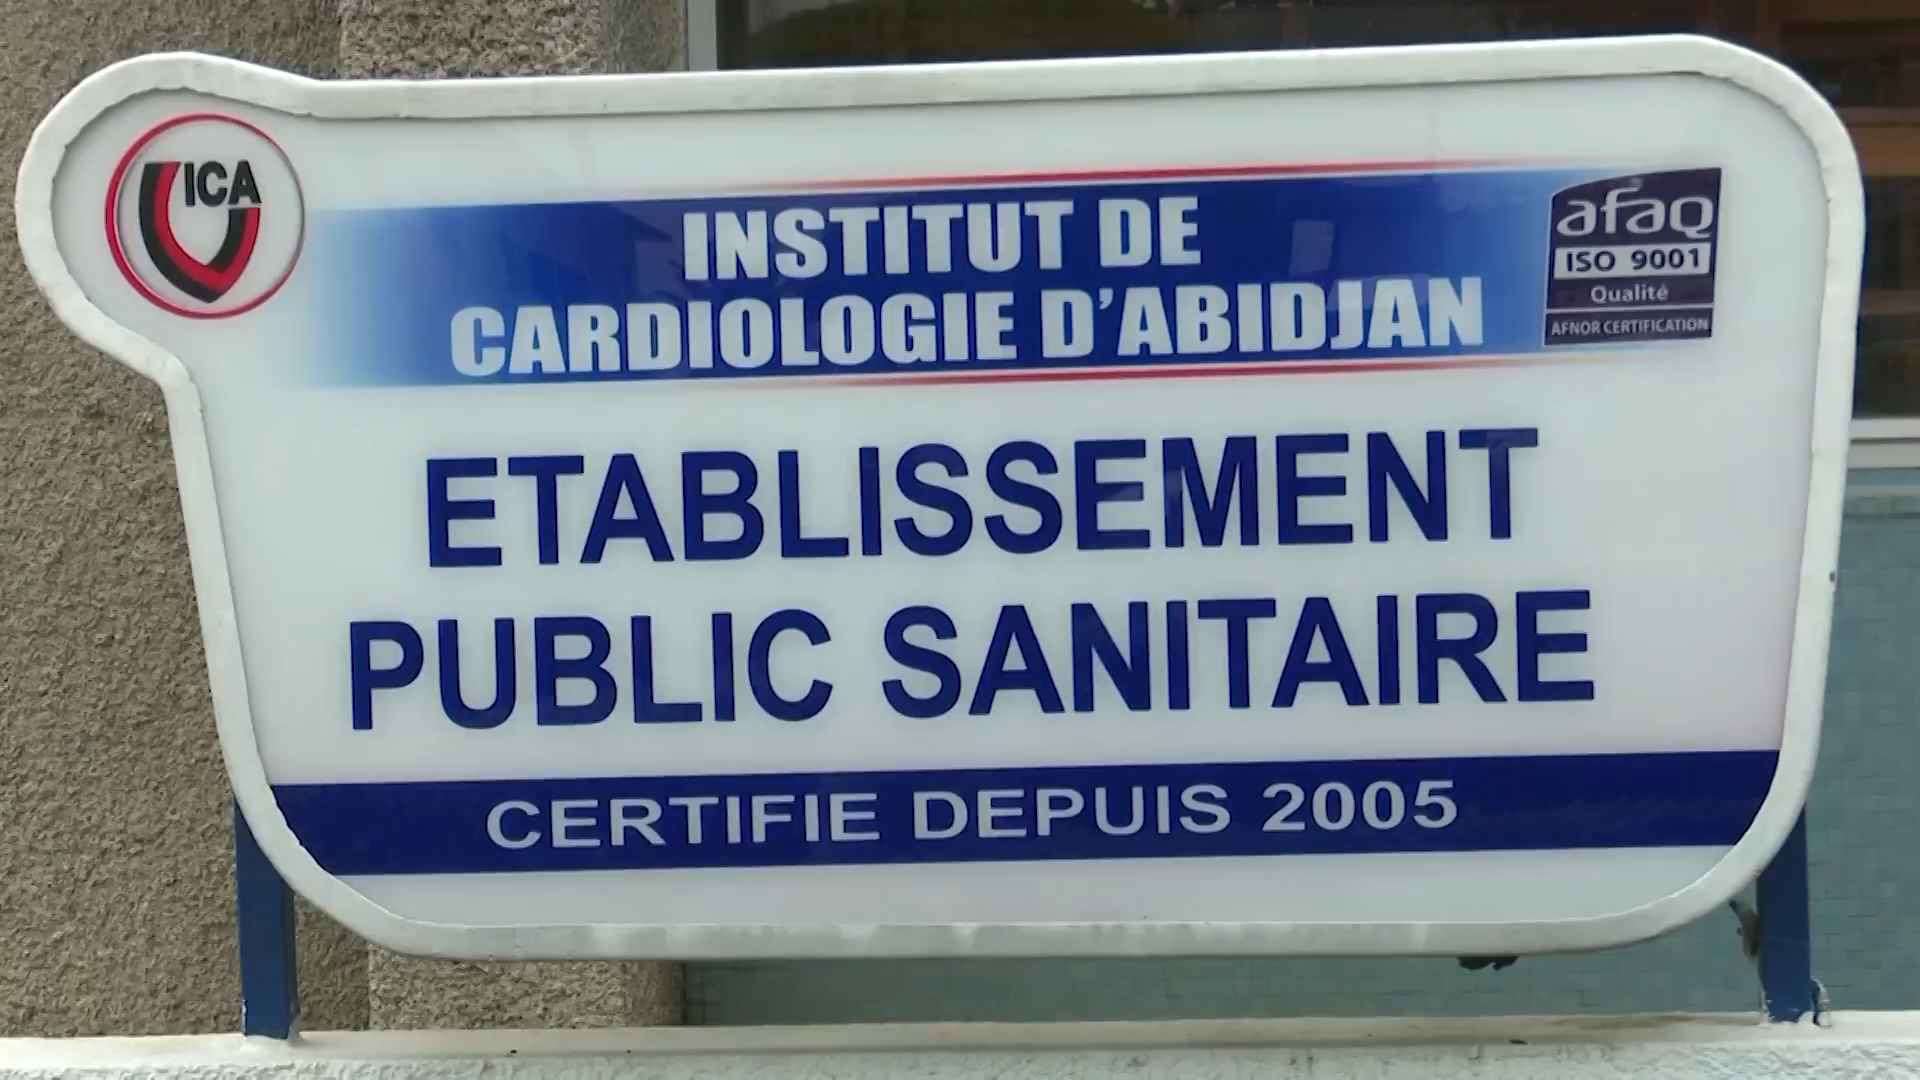 ICA
INSTITUT DE
CARDIOLOGIE D'ABIDJAN
afaq
ISO 9001
Qualité
AFNOR CERTIFICATION
ETABLISSEMENT
PUBLIC SANITAIRE
CERTIFIE DEPUIS 2005